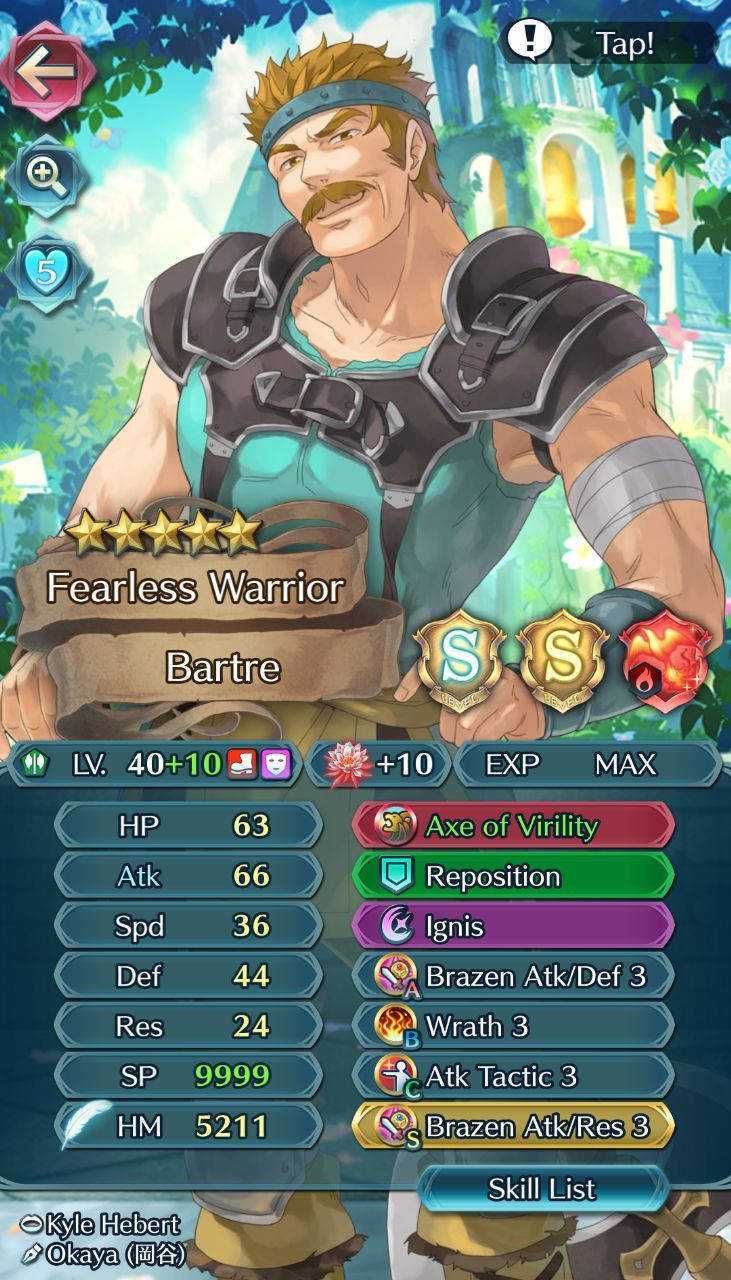 Tap!
5
Fearless Warrior
Bartre
S
LEVEL
S
LEVEL
LV. 40+10
+10
EXP MAX
HP 63
Axe of Virility
Atk 66
Reposition
Spd 36
Ignis
Def 44
Brazen Atk/Def 3
A
Res 24
Wrath 3
B
SP 9999
Atk Tactic 3
C
HM 5211
Brazen Atk/Res 3
S
Skill List
Kyle Hebert
Okaya (岡谷)